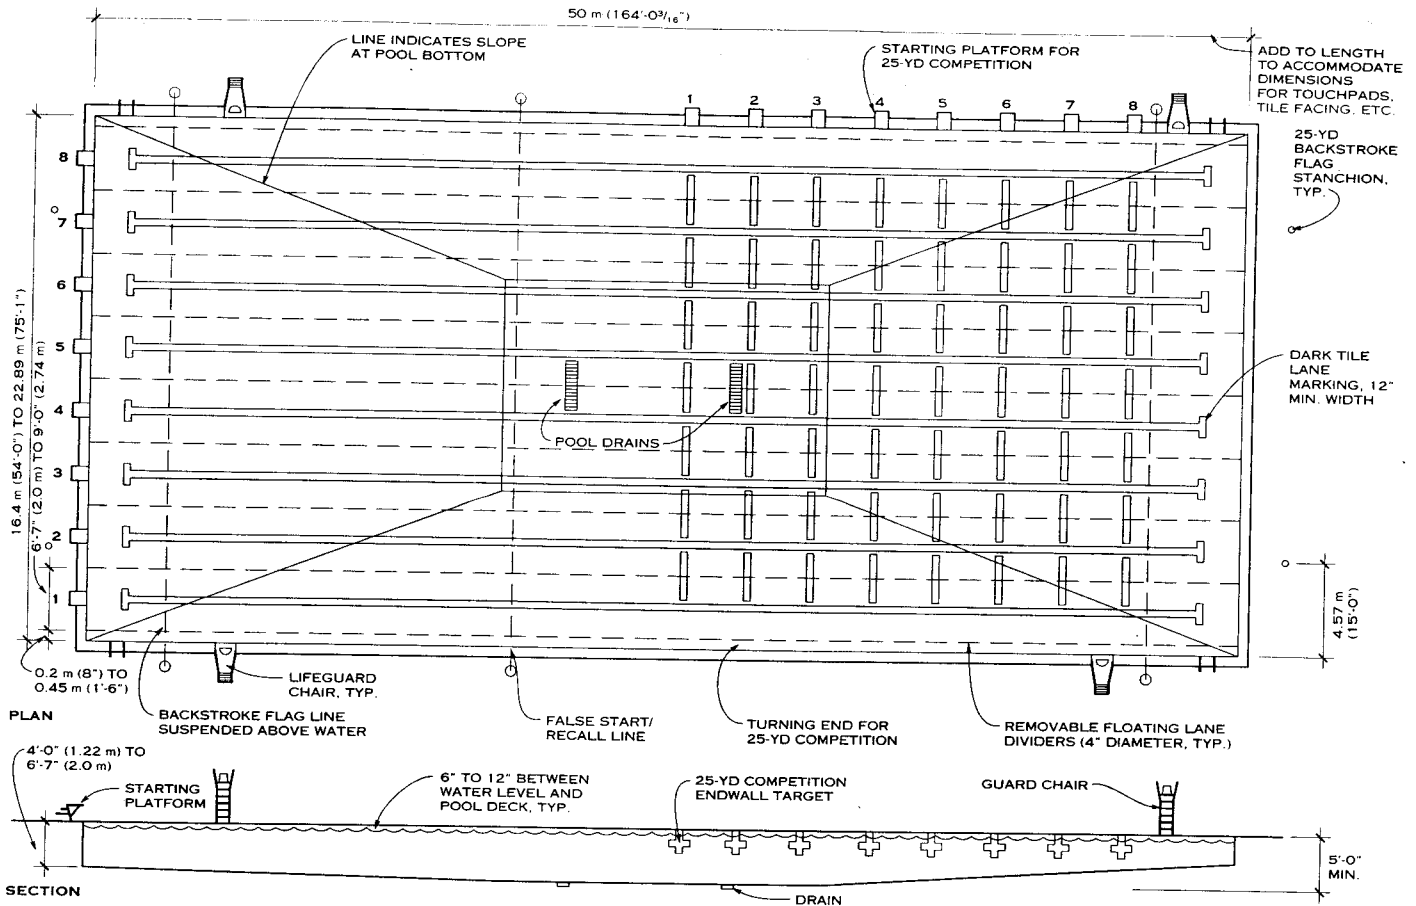 50 m (164'-0³/₁₆")
LINE INDICATES SLOPE
AT POOL BOTTOM
STARTING PLATFORM FOR
25-YD COMPETITION
ADD TO LENGTH
TO ACCOMMODATE
DIMENSIONS
FOR TOUCHPADS,
TILE FACING, ETC.
1 2 3 4 5 6 7 8
25-YD
BACKSTROKE
FLAG
STANCHION,
TYP.
8
7
6
5
4
3
2
1
16.4 m (54'-0") TO 22.89 m (75'-1")
6'-7" (2.0 m) TO 9'-0" (2.74 m)
DARK TILE
LANE
MARKING, 12"
MIN. WIDTH
POOL DRAINS
4.57 m
(15'-0")
0.2 m (8") TO
0.45 m (1'-6")
LIFEGUARD
CHAIR, TYP.
PLAN
BACKSTROKE FLAG LINE
SUSPENDED ABOVE WATER
FALSE START/
RECALL LINE
TURNING END FOR
25-YD COMPETITION
REMOVABLE FLOATING LANE
DIVIDERS (4" DIAMETER, TYP.)
4'-0" (1.22 m) TO
6'-7" (2.0 m)
STARTING
PLATFORM
6" TO 12" BETWEEN
WATER LEVEL AND
POOL DECK, TYP.
25-YD COMPETITION
ENDWALL TARGET
GUARD CHAIR
5'-0"
MIN.
SECTION
DRAIN